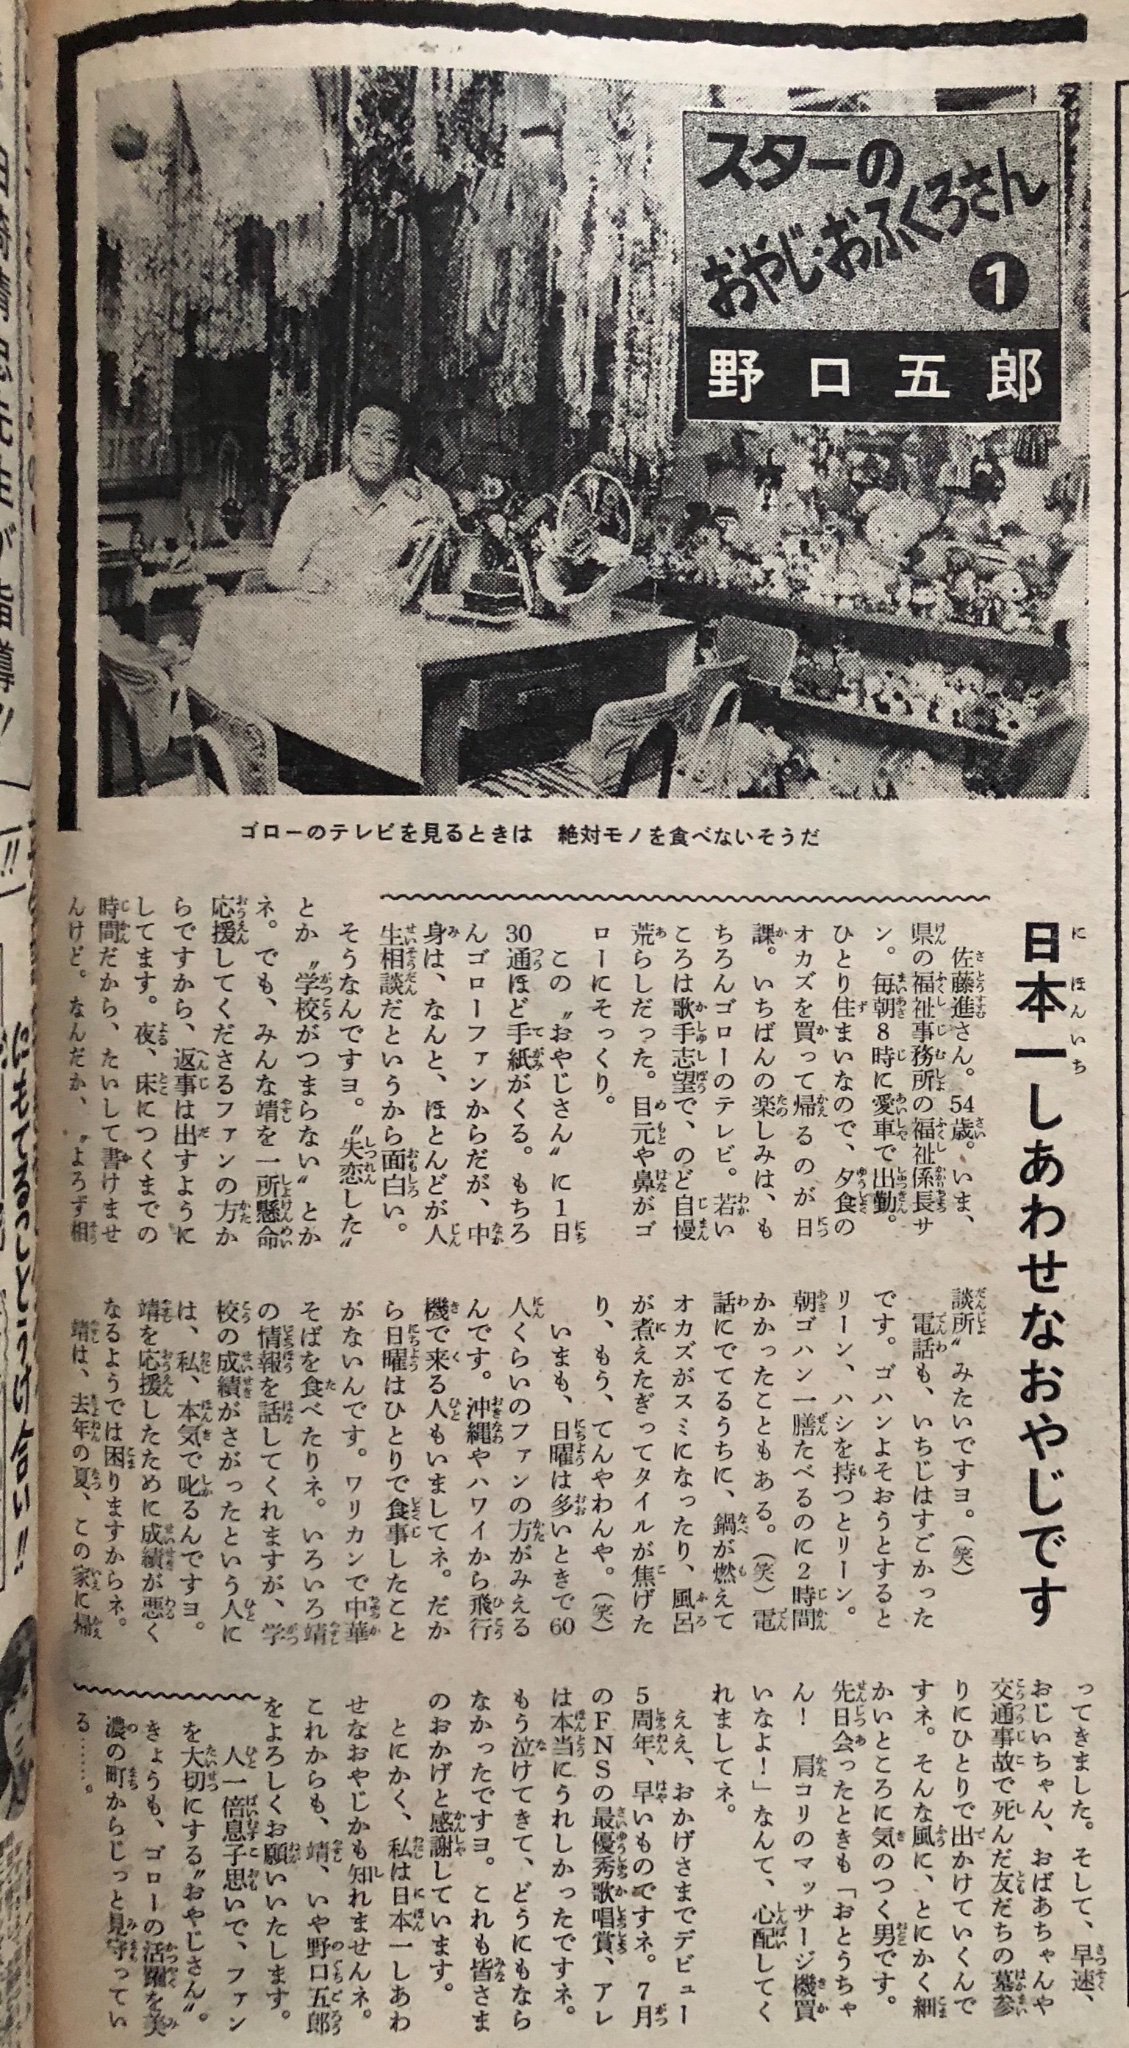 スターの
おやじ・おふくろさん
1
野口五郎
ゴローのテレビを見るときは 絶対モノを食べないそうだ
日本一しあわせなおやじです
佐藤進さん。54歳。いま、
県の福祉事務所の福祉係長サ
ン。毎朝8時に愛車で出勤。
ひとり住まいなので、夕食の
オカズを買って帰るのが日
課。いちばんの楽しみは、も
ちろんゴローのテレビ。若い
ころは歌手志望で、のど自慢
荒らしだった。目元や鼻がゴ
ローにそっくり。
この〝おやじさん〟に1日
30通ほど手紙がくる。もちろ
んゴローファンからだが、中
身は、なんと、ほとんどが人
生相談だというから面白い。
そうなんですヨ。〝失恋した〟
とか〝学校がつまらない〟とか
ネ。でも、みんな靖を一所懸命
応援してくださるファンの方か
らですから、返事は出すように
してます。夜、床につくまでの
時間だから、たいして書けませ
んけど。なんだか、〝よろず相
談所〟みたいですヨ。(笑)
電話も、いちじはすごかった
です。ゴハンよそおうとすると
リーン、ハシを持つとリーン。
朝ゴハン一膳たべるのに2時間
かかったこともある。(笑)電
話にでてるうちに、鍋が燃えて
オカズがスミになったり、風呂
が煮えたぎってタイルが焦げた
り、もう、てんやわんや。(笑)
いまも、日曜は多いときで60
人くらいのファンの方がみえる
んです。沖縄やハワイから飛行
機で来る人もいましてネ。だか
ら日曜はひとりで食事したこと
がないんです。ワリカンで中華
そばを食べたりネ。いろいろ靖
の情報を話してくれますが、学
校の成績がさがったという人に
は、私、本気で叱るんですヨ。
靖を応援したために成績が悪く
なるようでは困りますからネ。
靖は、去年の夏、この家に帰
ってきました。そして、早速、
おじいちゃん、おばあちゃんや
交通事故で死んだ友だちの墓参
りにひとりで出かけていくんで
すネ。そんな風に、とにかく細
かいところに気のつく男です。
先日会ったときも「おとうちゃ
ん! 肩コリのマッサージ機買
いなよ!」なんて、心配してく
れましてネ。
ええ、おかげさまでデビュー
5周年、早いものですネ。7月
のFNSの最優秀歌唱賞、アレ
は本当にうれしかったですネ。
もう泣けてきて、どうにもなら
なかったですヨ。これも皆さま
のおかげと感謝しています。
とにかく、私は日本一しあわ
せなおやじかも知れませんネ。
これからも、靖、いや野口五郎
をよろしくお願いいたします。
人一倍息子思いで、ファン
を大切にする〝おやじさん〟。
きょうも、ゴローの活躍を美
濃の町からじっと見守ってい
る……。
にもてること
うけ合い!!